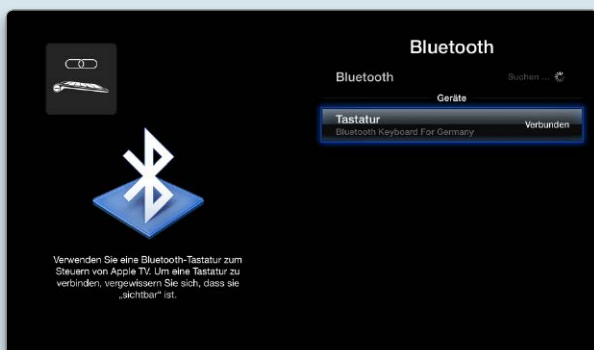 Bluetooth
Bluetooth Suchen ...
Geräte
Tastatur Verbunden
Bluetooth Keyboard For Germany
Verwenden Sie eine Bluetooth-Tastatur zum
Steuern von Apple TV. Um eine Tastatur zu
verbinden, vergewissern Sie sich, dass sie
„sichtbar" ist.